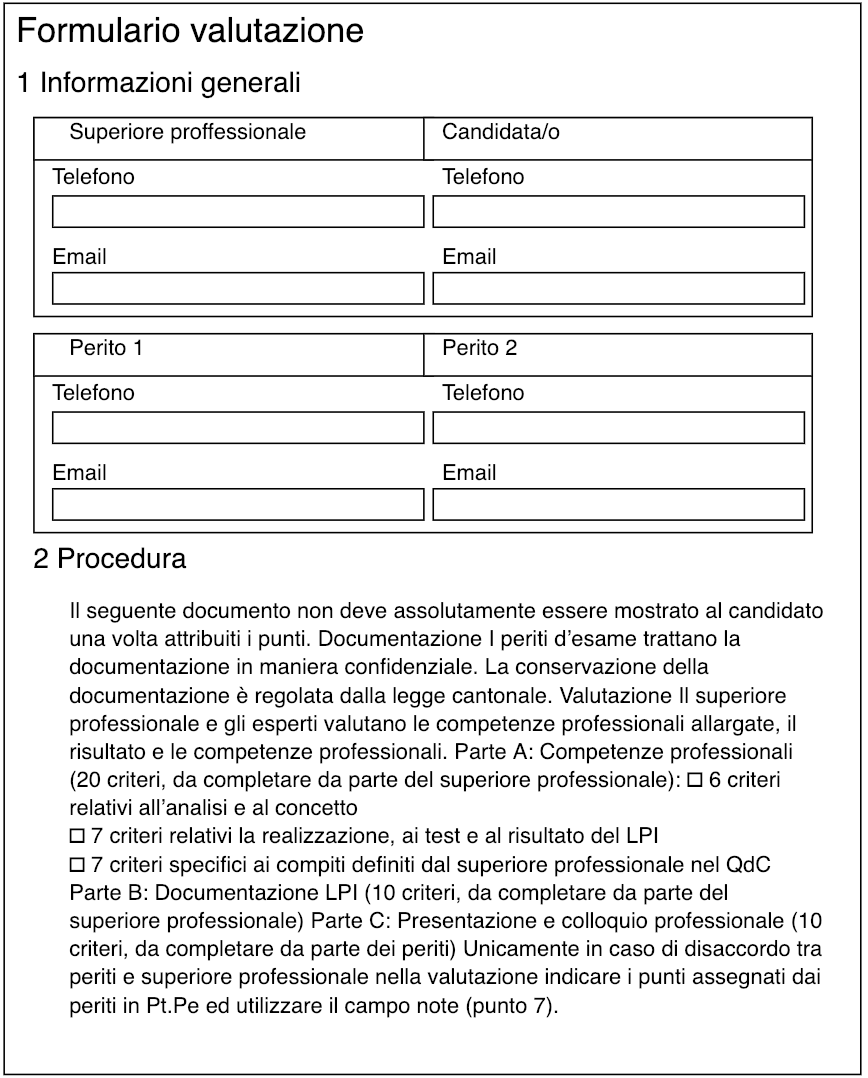 Formulario valutazione
1 Informazioni generali
Superiore proffessionale Candidata/o
Telefono Telefono
Email Email
Perito 1 Perito 2
Telefono Telefono
Email Email
2 Procedura
Il seguente documento non deve assolutamente essere mostrato al candidato
una volta attribuiti i punti. Documentazione I periti d'esame trattano la
documentazione in maniera confidenziale. La conservazione della
documentazione è regolata dalla legge cantonale. Valutazione Il superiore
professionale e gli esperti valutano le competenze professionali allargate, il
risultato e le competenze professionali. Parte A: Competenze professionali
(20 criteri, da completare da parte del superiore professionale): ☐ 6 criteri
relativi all'analisi e al concetto
☐ 7 criteri relativi la realizzazione, ai test e al risultato del LPI
☐ 7 criteri specifici ai compiti definiti dal superiore professionale nel QdC
Parte B: Documentazione LPI (10 criteri, da completare da parte del
superiore professionale) Parte C: Presentazione e colloquio professionale (10
criteri, da completare da parte dei periti) Unicamente in caso di disaccordo tra
periti e superiore professionale nella valutazione indicare i punti assegnati dai
periti in Pt.Pe ed utilizzare il campo note (punto 7).